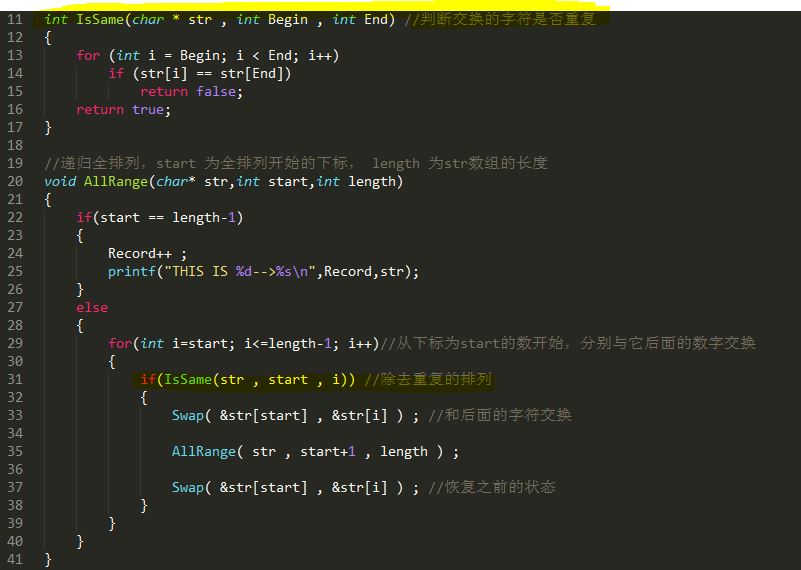 11 int IsSame(char * str , int Begin , int End) //判断交换的字符是否重复
12 {
13 for (int i = Begin; i < End; i++)
14 if (str[i] == str[End])
15 return false;
16 return true;
17 }
18
19 //递归全排列，start 为全排列开始的下标， length 为str数组的长度
20 void AllRange(char* str,int start,int length)
21 {
22 if(start == length-1)
23 {
24 Record++ ;
25 printf("THIS IS %d-->%s\n",Record,str);
26 }
27 else
28 {
29 for(int i=start; i<=length-1; i++)//从下标为start的数开始，分别与它后面的数字交换
30 {
31 if(IsSame(str , start , i)) //除去重复的排列
32 {
33 Swap( &str[start] , &str[i] ) ; //和后面的字符交换
34
35 AllRange( str , start+1 , length ) ;
36
37 Swap( &str[start] , &str[i] ) ; //恢复之前的状态
38 }
39 }
40 }
41 }